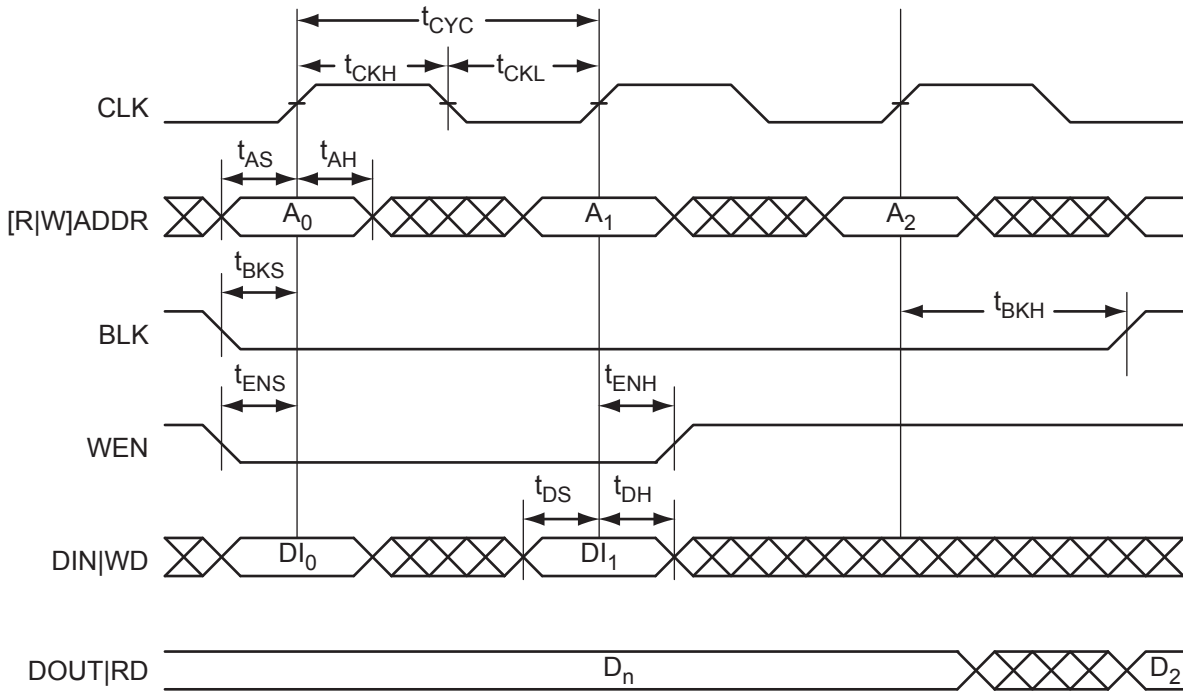 tCYC
tCKH tCKL
CLK
tAS tAH
[R|W]ADDR A0 A1 A2
tBKS tBKH
BLK
tENS tENH
WEN
tDS tDH
DIN|WD DI0 DI1
DOUT|RD Dn D2